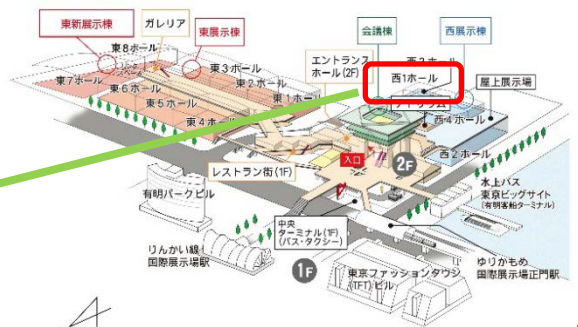 東新展示棟
ガレリア
東展示棟
会議棟
西展示棟
東8ホール
東7ホール
東6ホール
東5ホール
東4ホール
東3ホール
東2ホール
東1ホール
エントランス
ホール(2F)
西1ホール
屋上展示場
西4ホール
西2ホール
入口
2F
レストラン街(1F)
有明パークビル
水上バス
東京ビッグサイト
(有明客船ターミナル)
中央
ターミナル(1F)
(バス・タクシー)
りんかい線
国際展示場駅
1F
東京ファッションタウン
(TFT)ビル
ゆりかもめ
国際展示場正門駅